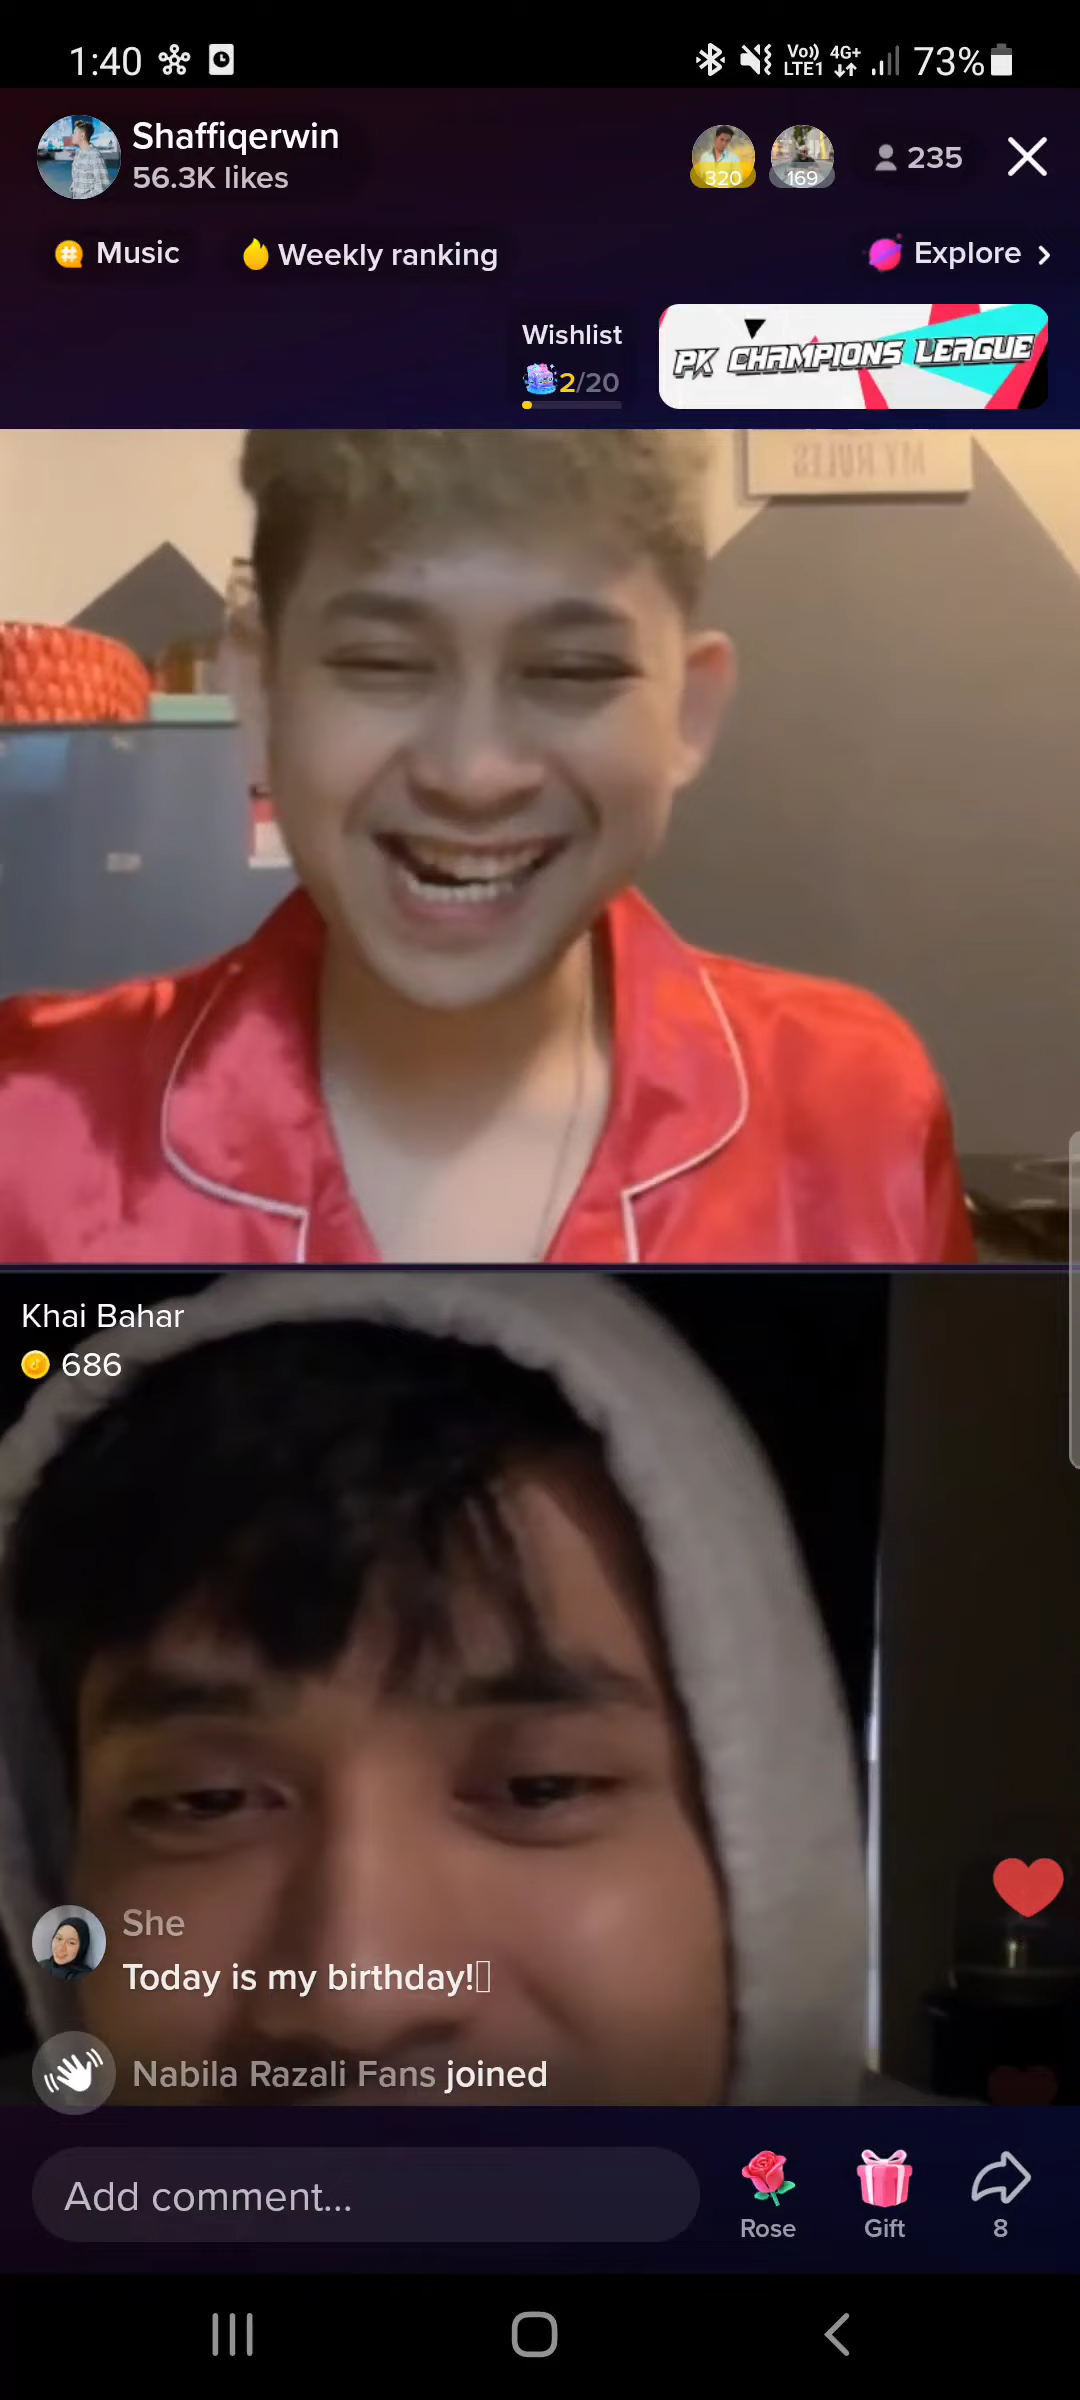 1:40
Vo)) LTE1 4G+ 73%
Shaffiqerwin
56.3K likes
320 169 235
Music Weekly ranking Explore >
Wishlist
2/20
PK CHAMPIONS LEAGUE
MY RULES
Khai Bahar
686
She
Today is my birthday!
Nabila Razali Fans joined
Add comment...
Rose Gift 8